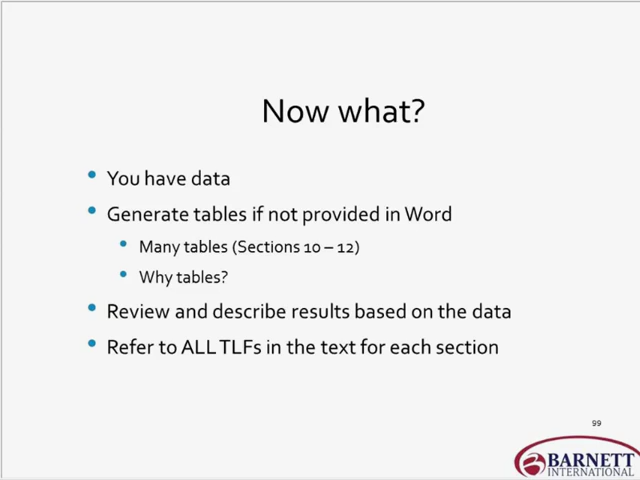 Now what?
You have data
Generate tables if not provided in Word
Many tables (Sections 10 – 12)
Why tables?
Review and describe results based on the data
Refer to ALL TLFs in the text for each section
99
BARNETT
INTERNATIONAL